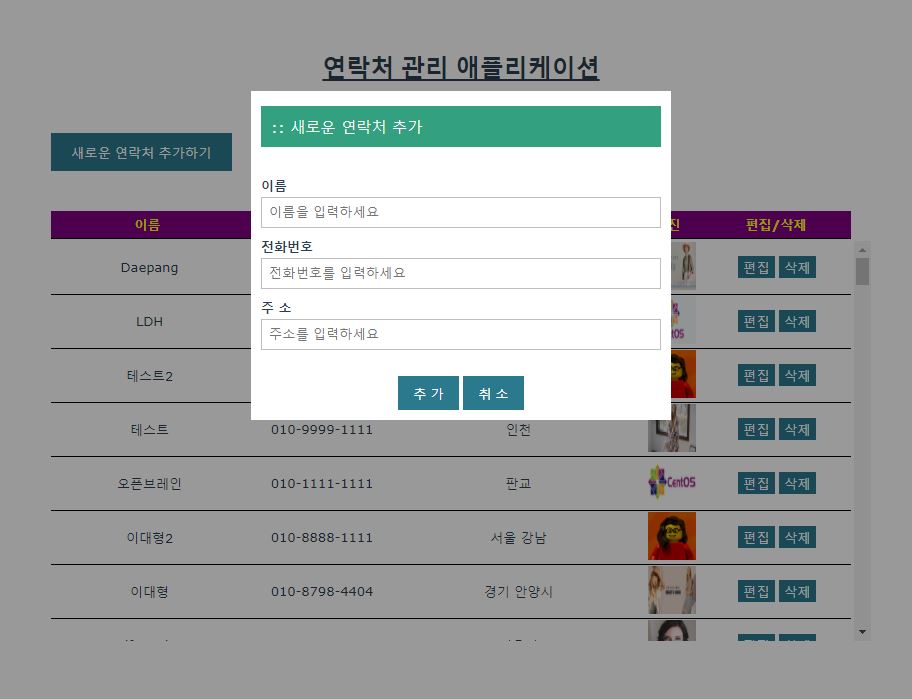 연락처 관리 애플리케이션
새로운 연락처 추가하기
:: 새로운 연락처 추가
이름
이름을 입력하세요
전화번호
전화번호를 입력하세요
주 소
주소를 입력하세요
추 가 취 소
이름 진 편집/삭제
Daepang 편집 삭제
LDH OS 편집 삭제
테스트2 편집 삭제
테스트 010-9999-1111 인천 편집 삭제
오픈브레인 010-1111-1111 판교 CentOS 편집 삭제
이대형2 010-8888-1111 서울 강남 편집 삭제
이대형 010-8798-4404 경기 안양시 편집 삭제